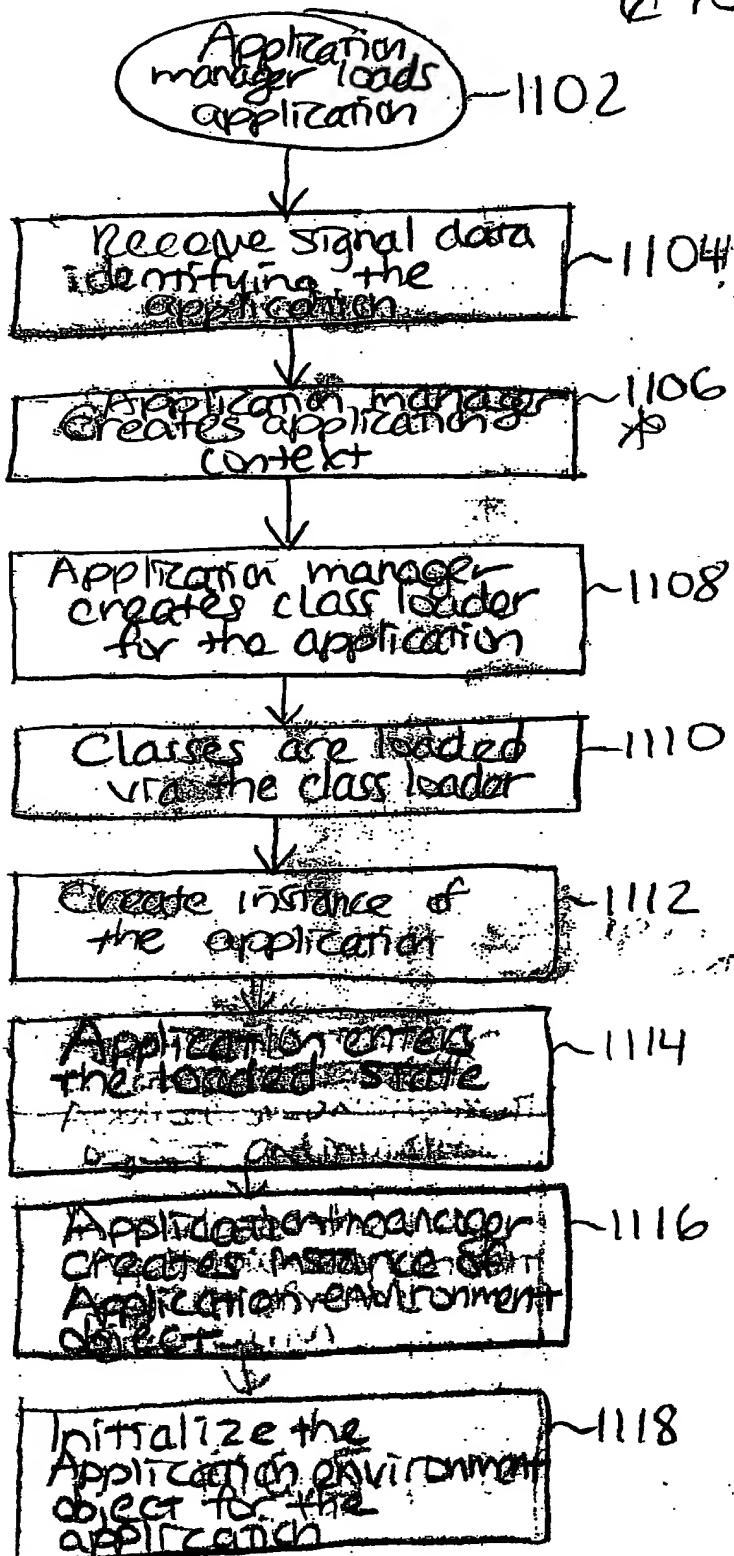 Application
manager loads
application
1102
Receive signal data
identifying the
application
1104
Application manager
creates application
context
1106
Application manager
creates class loader
for the application
1108
Classes are loaded
via the class loader
1110
Create instance of
the application
1112
Application enters
the loaded state
1114
Application manager
creates instance of
Application environment
object
1116
Initialize the
Application environment
object for the
application
1118